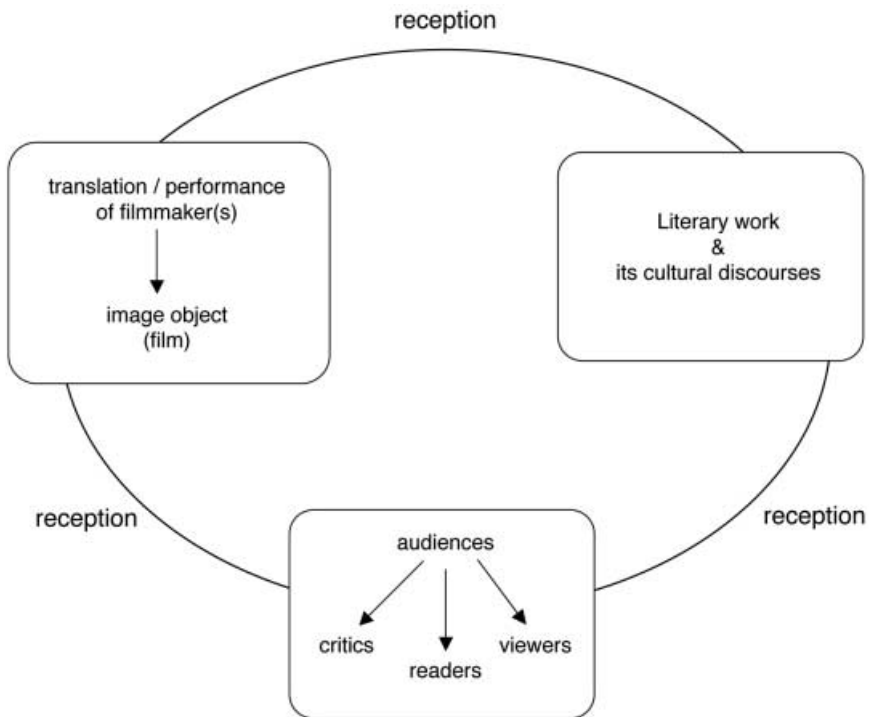 reception
translation / performance
of filmmaker(s)
image object
(film)
Literary work
&
its cultural discourses
reception
reception
audiences
critics
readers
viewers